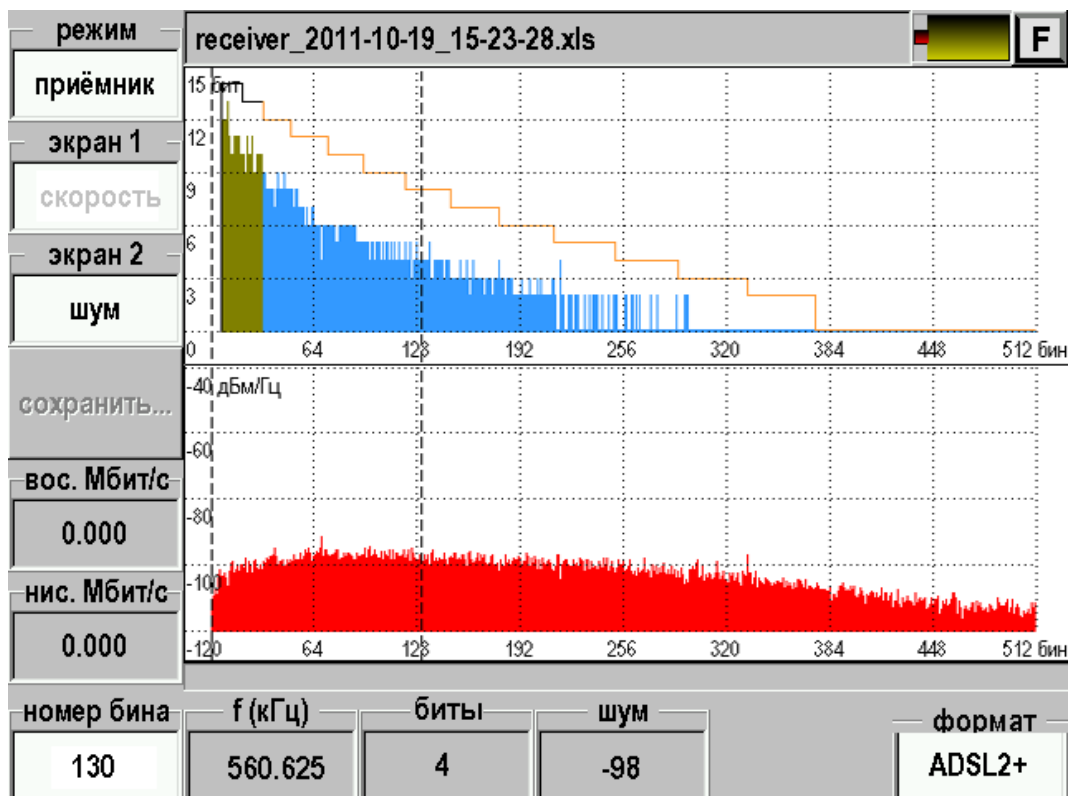 режим
receiver_2011-10-19_15-23-28.xls
F
приёмник
экран 1
скорость
экран 2
шум
сохранить...
вос. Мбит/с
0.000
нис. Мбит/с
0.000
15 бит
12
9
6
3
0 64 128 192 256 320 384 448 512 бин
-40 дБм/Гц
-60
-80
-100
-120 64 128 192 256 320 384 448 512 бин
номер бина
130
f (кГц)
560.625
биты
4
шум
-98
формат
ADSL2+